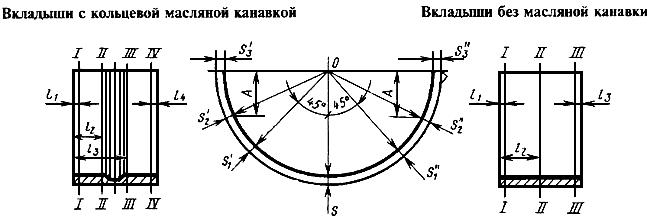 Вкладыши с кольцевой масляной канавкой
Вкладыши без масляной канавки
I II III IV
l1
l4
l2
l3
I II III IV
S3'
O
S3"
A
A
45° 45°
S2'
S2"
S1'
S1"
S
I II III
l1
l3
l2
I II III